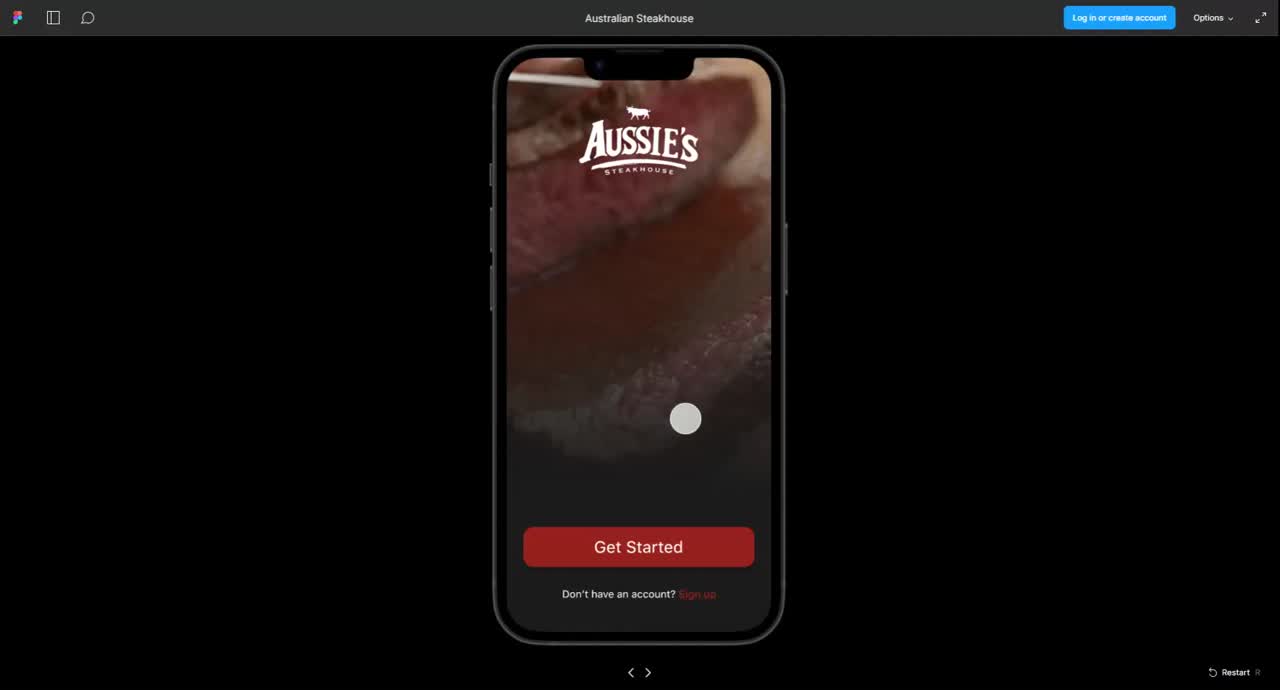 Australian Steakhouse
Log in or create account
Options
AUSSIE'S
STEAKHOUSE
Get Started
Don't have an account? Sign up
Restart R